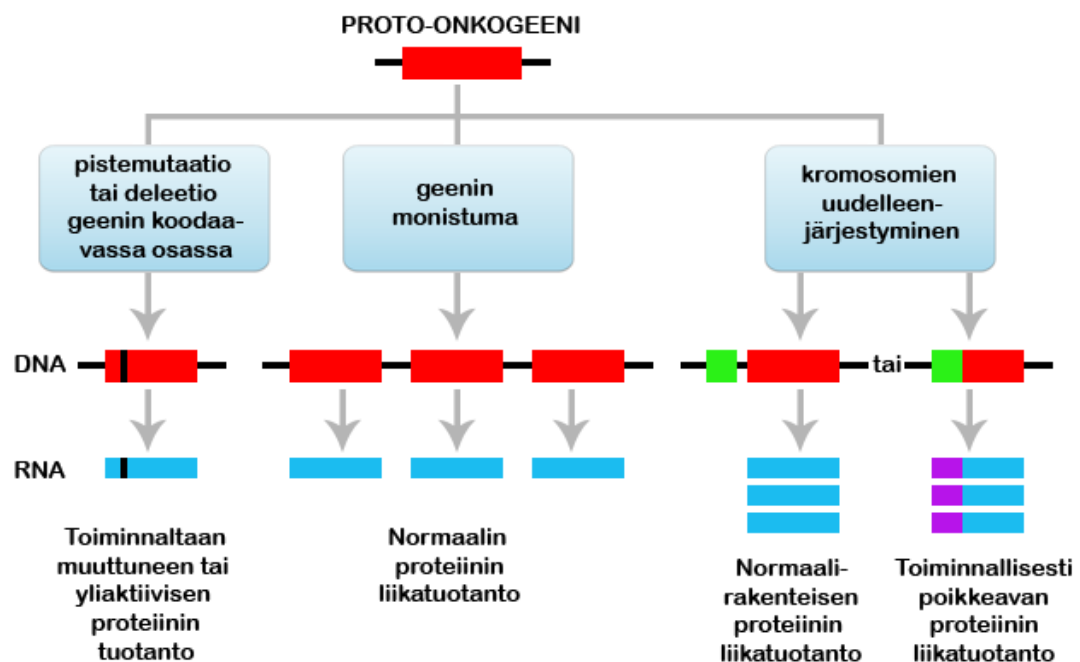 PROTO-ONKOGEENI
pistemutaatio
tai deleetio
geenin koodaa-
vassa osassa
geenin
monistuma
kromosomien
uudelleen-
järjestyminen
DNA
tai
RNA
Toiminnaltaan
muuttuneen tai
yliaktiivisen
proteiinin
tuotanto
Normaalin
proteiinin
liikatuotanto
Normaali-
rakenteisen
proteiinin
liikatuotanto
Toiminnallisesti
poikkeavan
proteiinin
liikatuotanto